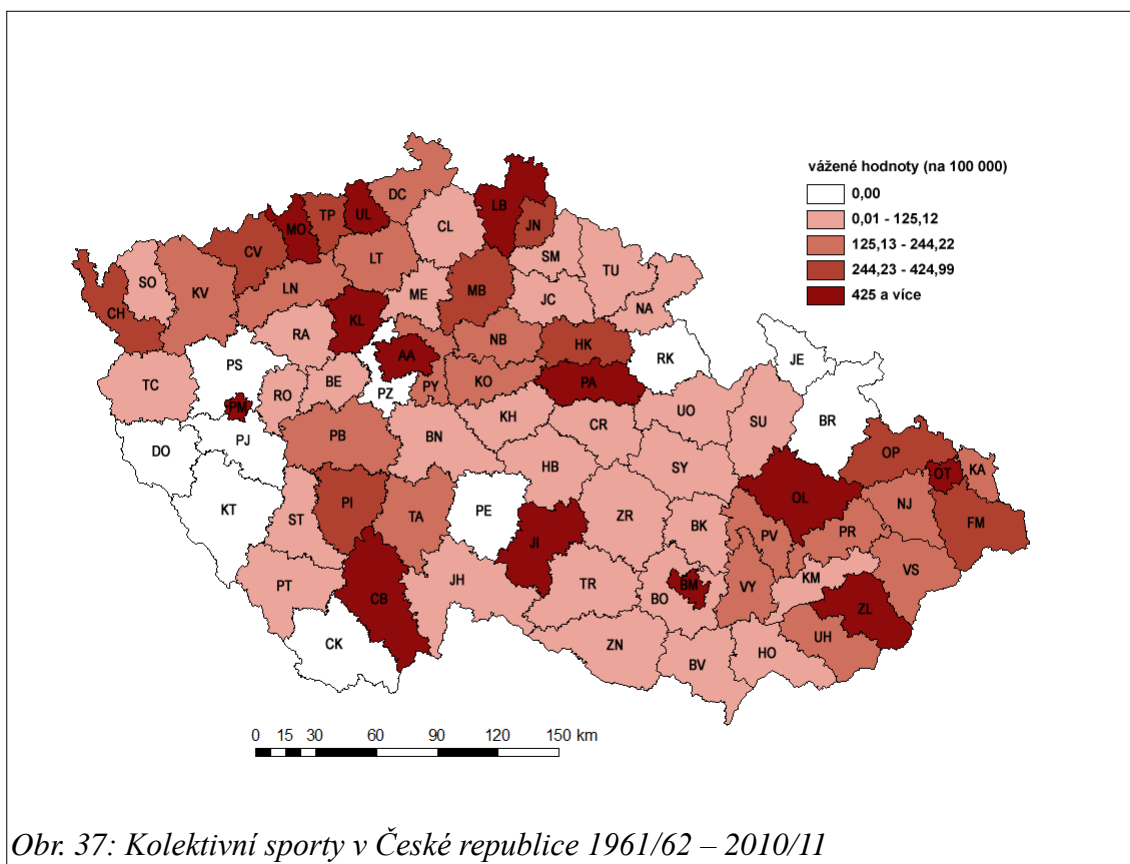 vážené hodnoty (na 100 000)
0,00
0,01 - 125,12
125,13 - 244,22
244,23 - 424,99
425 a více
DC
LB
UL
TP
MO
JN
CL
CV
LT
SM
SO
TU
KV
LN
ME
MB
JC
NA
CH
KL
RA
NB
HK
AA
RK
JE
PS
TC
BE
PZ
PY
KO
PA
RO
PM
UO
SU
BR
KH
CR
DO
PJ
PB
BN
OP
SY
HB
OT
KA
OL
KT
PI
TA
PE
ZR
NJ
ST
BK
FM
PV
PR
JI
VS
JH
KM
PT
TR
BO
BM
VY
CB
ZL
UH
CK
ZN
HO
BV
0 15 30 60 90 120 150 km
Obr. 37: Kolektivní sporty v České republice 1961/62 – 2010/11